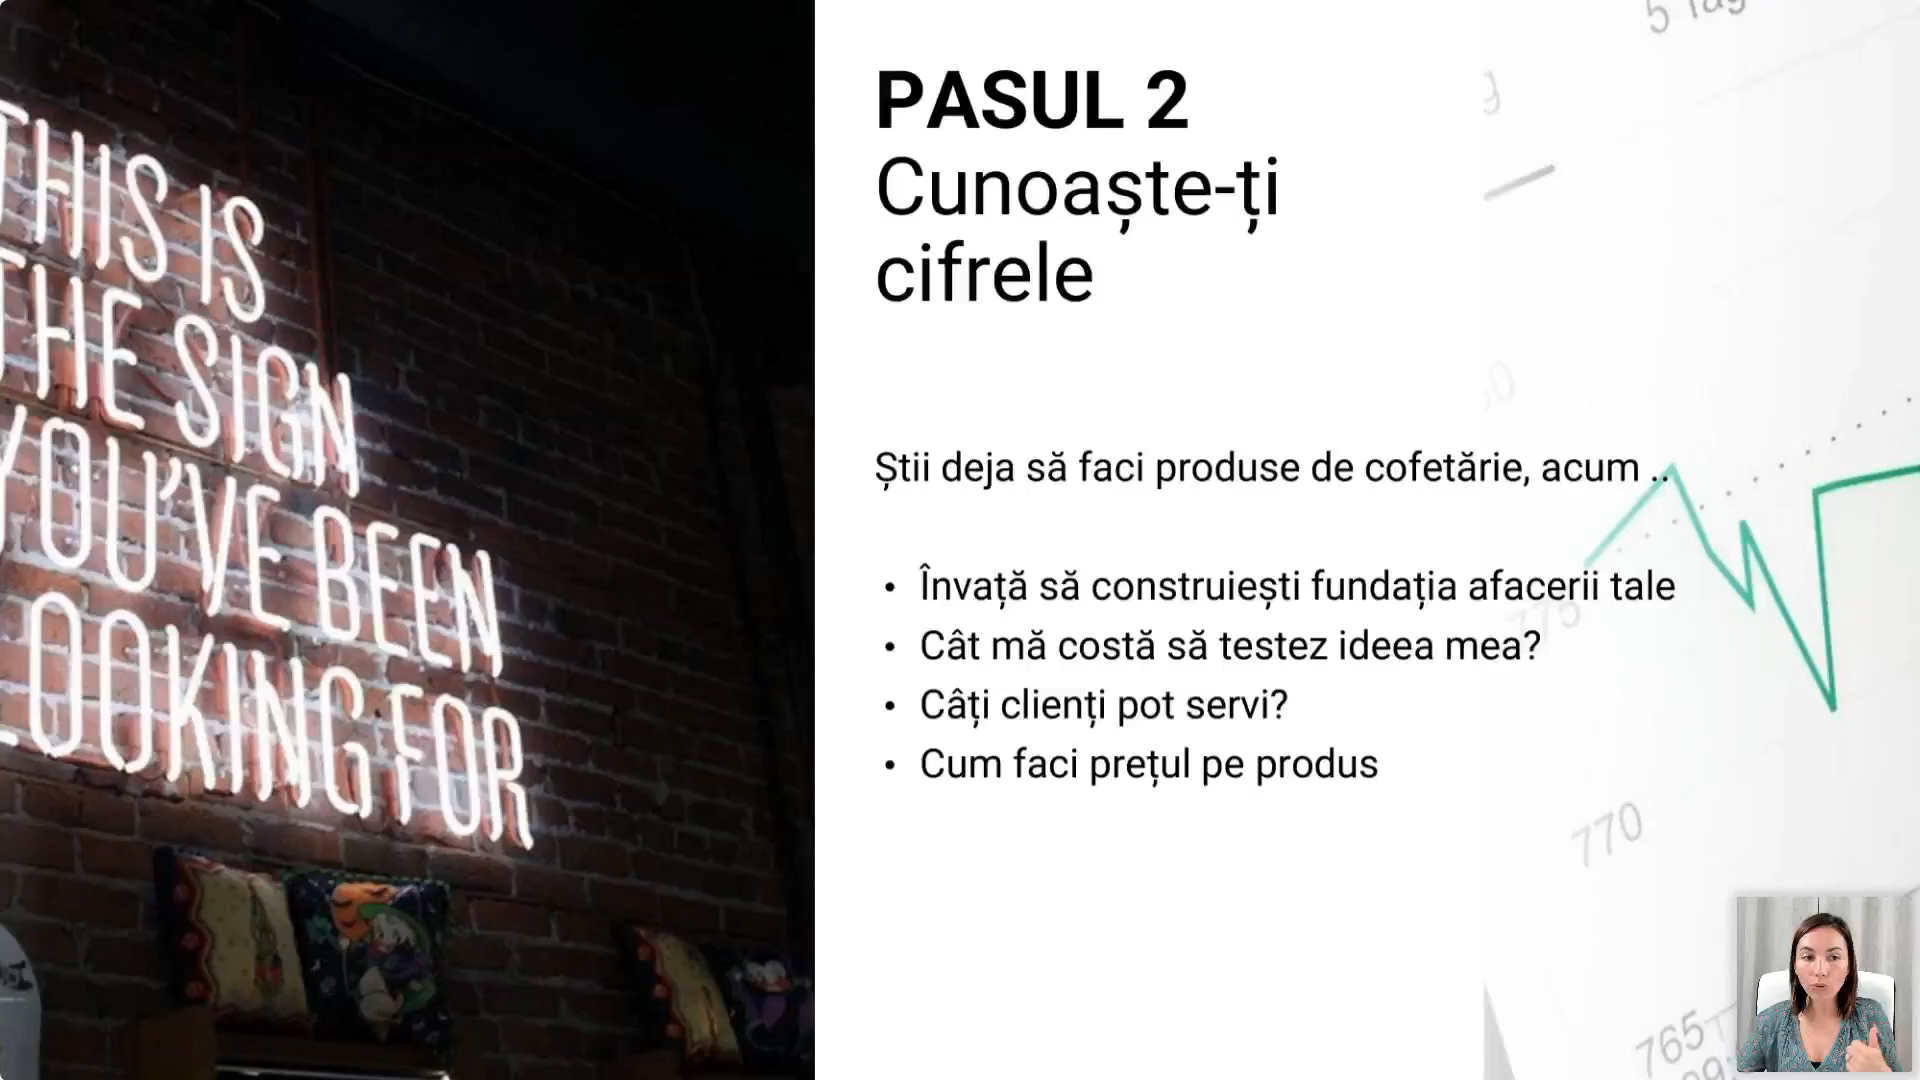 THIS IS
THE SIGN
YOU'VE BEEN
LOOKING FOR
PASUL 2
Cunoaște-ți
cifrele
Știi deja să faci produse de cofetărie, acum ..
• Învață să construiești fundația afacerii tale
• Cât mă costă să testez ideea mea?
• Câți clienți pot servi?
• Cum faci prețul pe produs
775
770
765